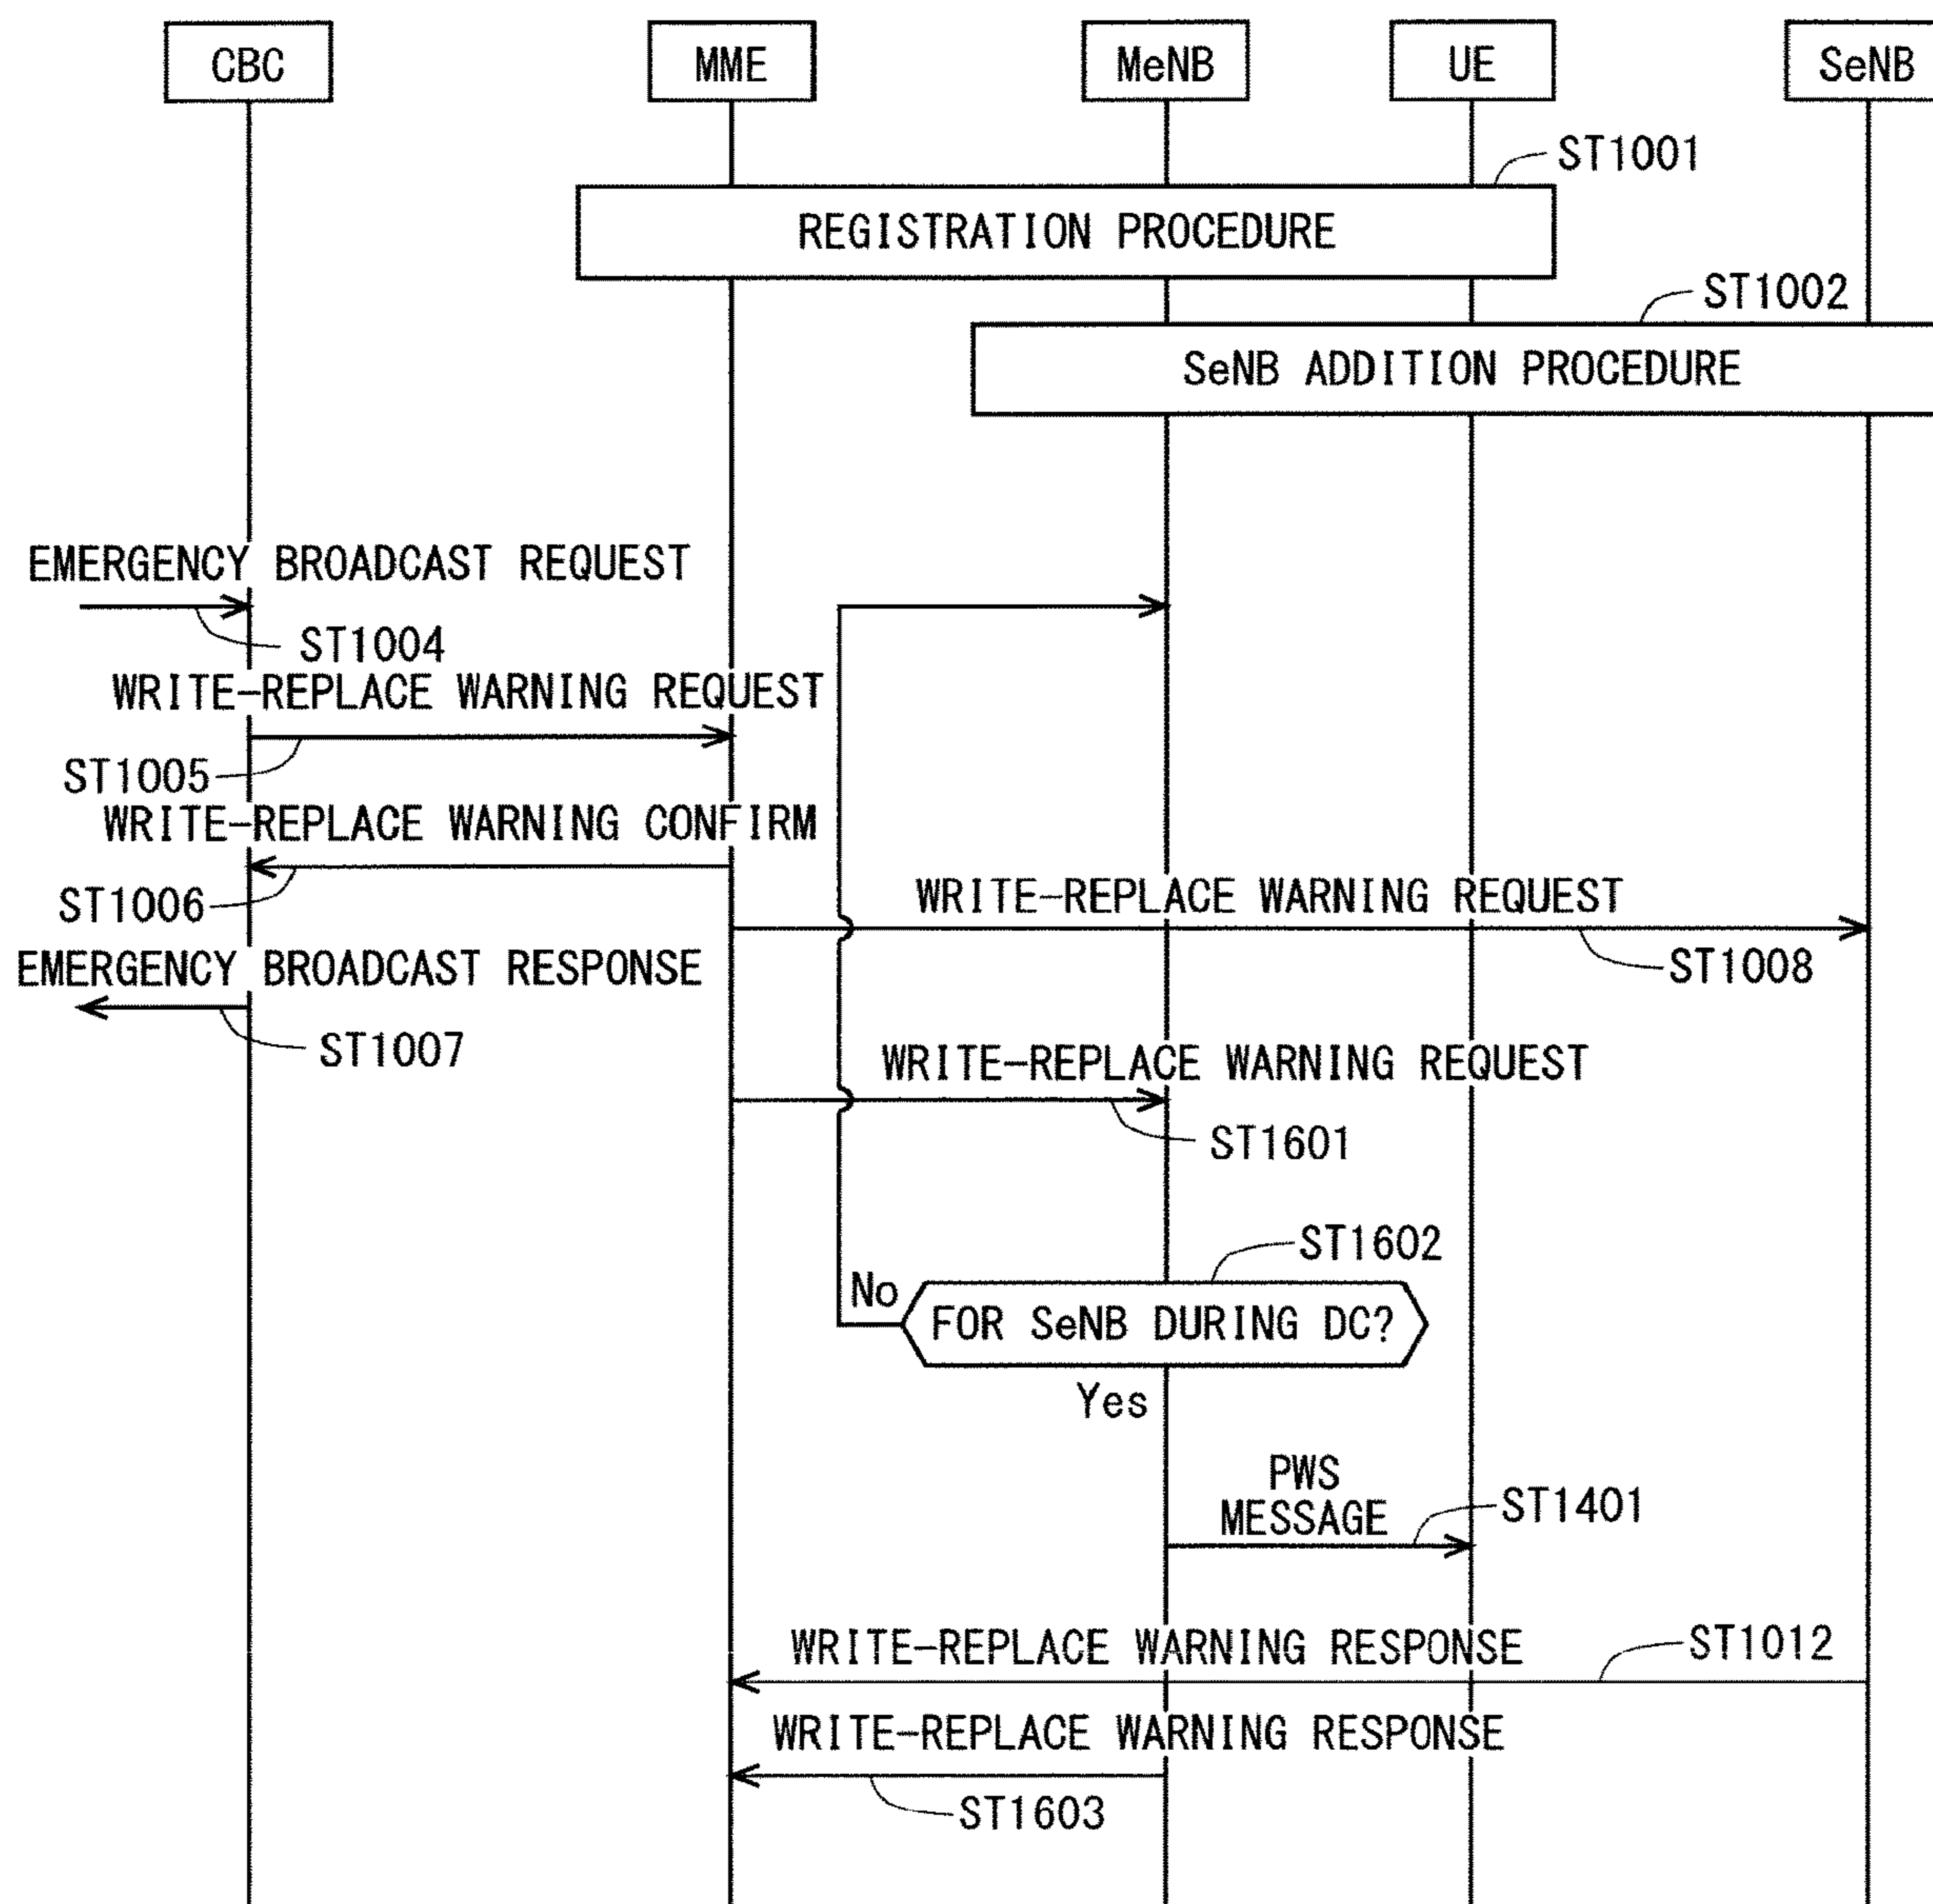 CBC
MME
MeNB
UE
SeNB
ST1001
REGISTRATION PROCEDURE
ST1002
SeNB ADDITION PROCEDURE
EMERGENCY BROADCAST REQUEST
ST1004
WRITE-REPLACE WARNING REQUEST
ST1005
WRITE-REPLACE WARNING CONFIRM
ST1006
WRITE-REPLACE WARNING REQUEST
ST1008
EMERGENCY BROADCAST RESPONSE
ST1007
WRITE-REPLACE WARNING REQUEST
ST1601
ST1602
No
FOR SeNB DURING DC?
Yes
PWS
MESSAGE
ST1401
WRITE-REPLACE WARNING RESPONSE
ST1012
WRITE-REPLACE WARNING RESPONSE
ST1603